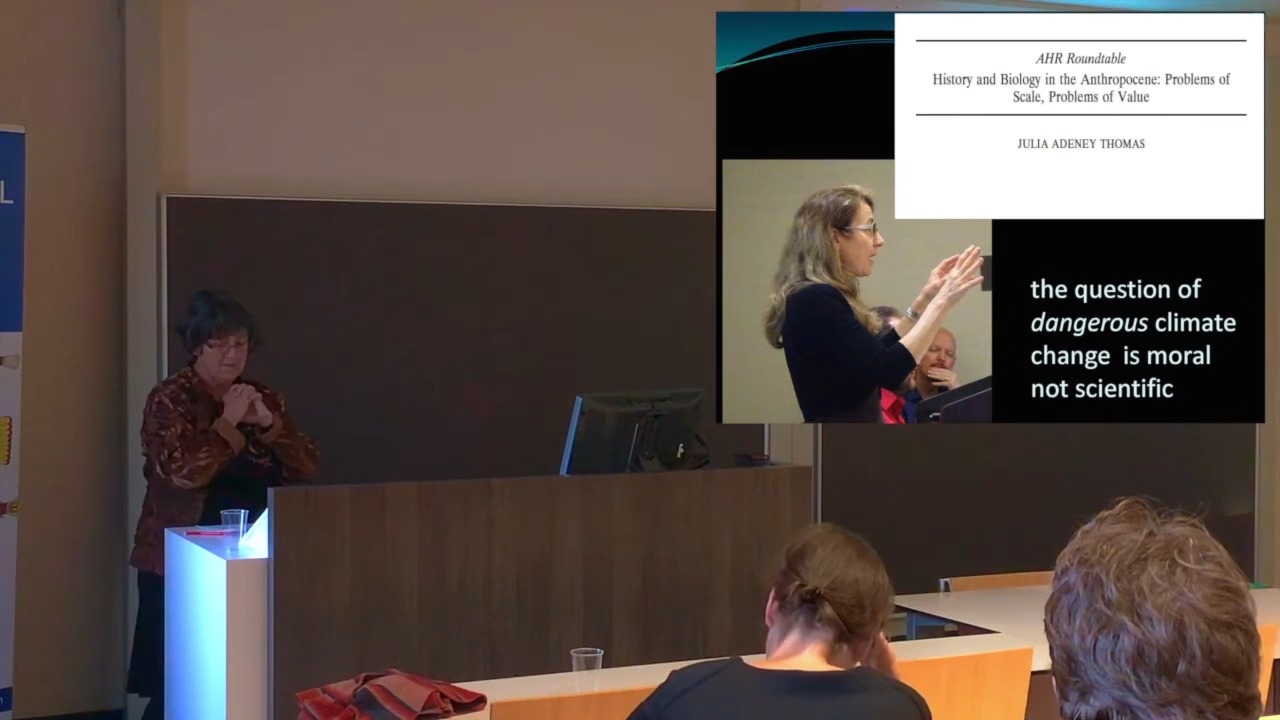 AHR Roundtable
History and Biology in the Anthropocene: Problems of
Scale, Problems of Value
JULIA ADENEY THOMAS
the question of
dangerous climate
change is moral
not scientific
L